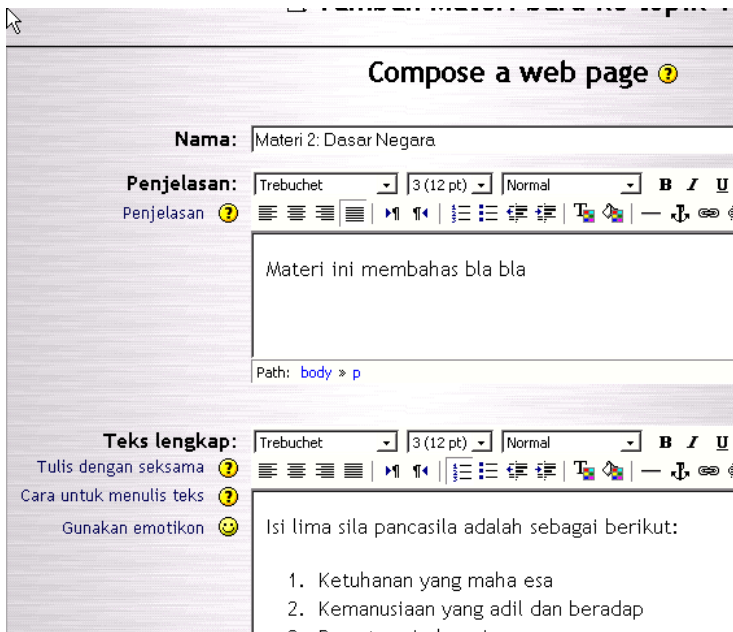 Compose a web page ?
Nama: Materi 2: Dasar Negara
Penjelasan: Trebuchet 3 (12 pt) Normal B I U
Penjelasan ?
Materi ini membahas bla bla
Path: body » p
Teks lengkap: Trebuchet 3 (12 pt) Normal B I U
Tulis dengan seksama ?
Cara untuk menulis teks ?
Gunakan emotikon
Isi lima sila pancasila adalah sebagai berikut:
1. Ketuhanan yang maha esa
2. Kemanusiaan yang adil dan beradap